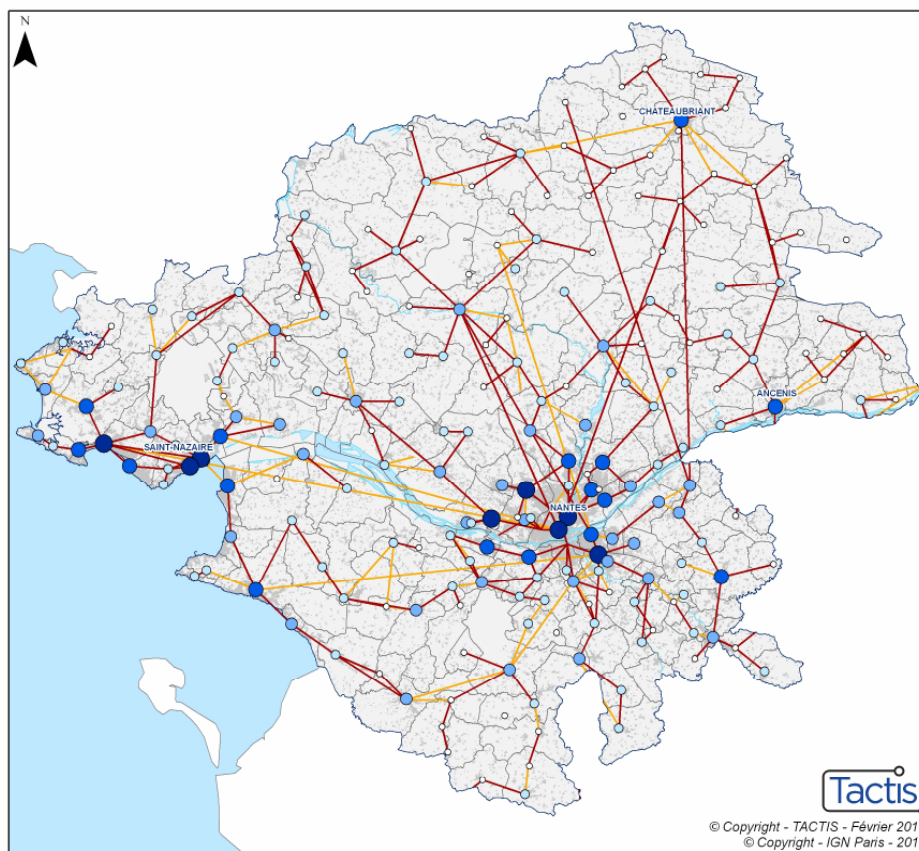 N
CHATEAUBRIANT
ANCENIS
SAINT-NAZAIRE
NANTES
Tactis
© Copyright - TACTIS - Février 201
© Copyright - IGN Paris - 201